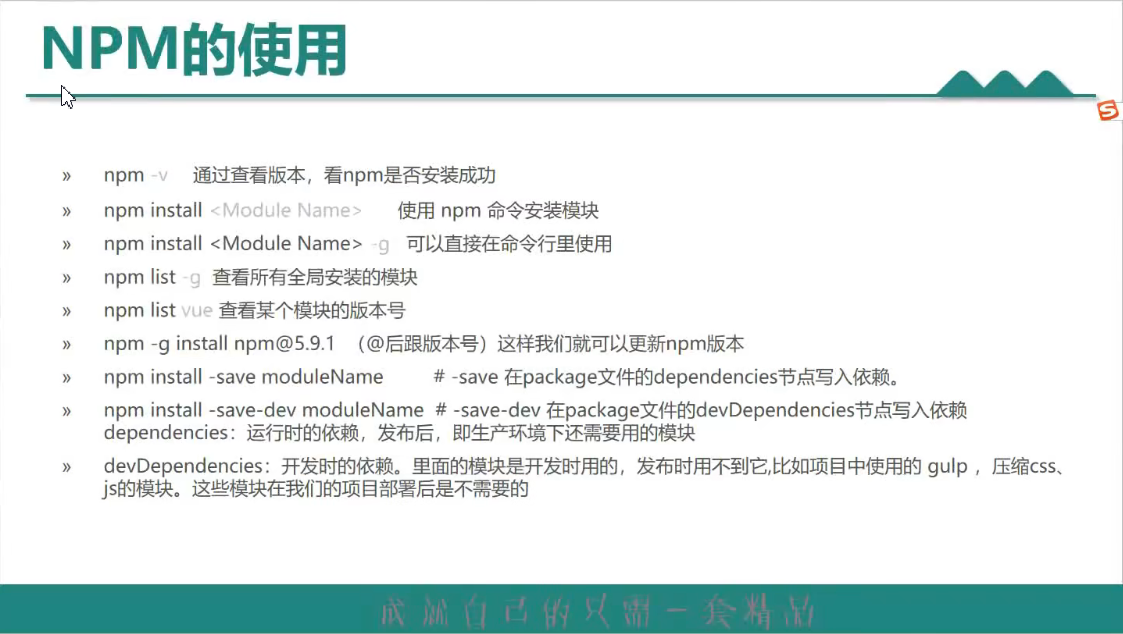 NPM的使用
» npm -v 通过查看版本，看npm是否安装成功
» npm install <Module Name> 使用 npm 命令安装模块
» npm install <Module Name> -g 可以直接在命令行里使用
» npm list -g 查看所有全局安装的模块
» npm list vue 查看某个模块的版本号
» npm -g install npm@5.9.1 （@后跟版本号）这样我们就可以更新npm版本
» npm install -save moduleName # -save 在package文件的dependencies节点写入依赖。
» npm install -save-dev moduleName # -save-dev 在package文件的devDependencies节点写入依赖
dependencies：运行时的依赖，发布后，即生产环境下还需要用的模块
» devDependencies：开发时的依赖。里面的模块是开发时用的，发布时用不到它,比如项目中使用的 gulp ，压缩css、
js的模块。这些模块在我们的项目部署后是不需要的
成就自己的只需一套精品